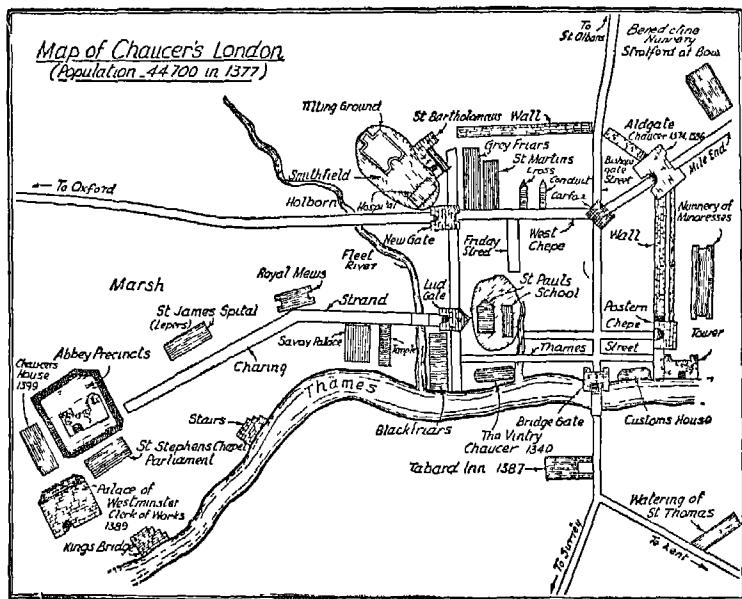 Map of Chaucer's London
(Population _ 44700 in 1377)
To
St Albans
Benedictine
Nunnery
Stratford at Bow
Tilting Ground
St Bartholomews
Wall
Aldgate
Chaucer 1374, 1386
Grey Friars
St Martins
Cross
Conduit
Carfax
Bishops
gate
Street
Mile End
Smithfield
Hospital
To Oxford
Holborn
New Gate
Friday
Street
West
Chepe
Wall
Nunnery of
Minoresses
Fleet
River
Marsh
Royal Mews
Lud
Gate
St Pauls
School
St James Spital
(Lepers)
Strand
Postern
Chepe
Tower
Savoy Palace
Temple
Thames Street
Chaucers
House
1399
Abbey Precincts
Charing
Thames
Stairs
Blackfriars
The Vintry
Chaucer 1340
Bridge Gate
Customs House
St Stephens Chapel
Parliament
Tabard Inn 1387
Palace of
Westminster
Clerk of Works
1389
Kings Bridge
Watering of
St Thomas
To Surrey
To Kent